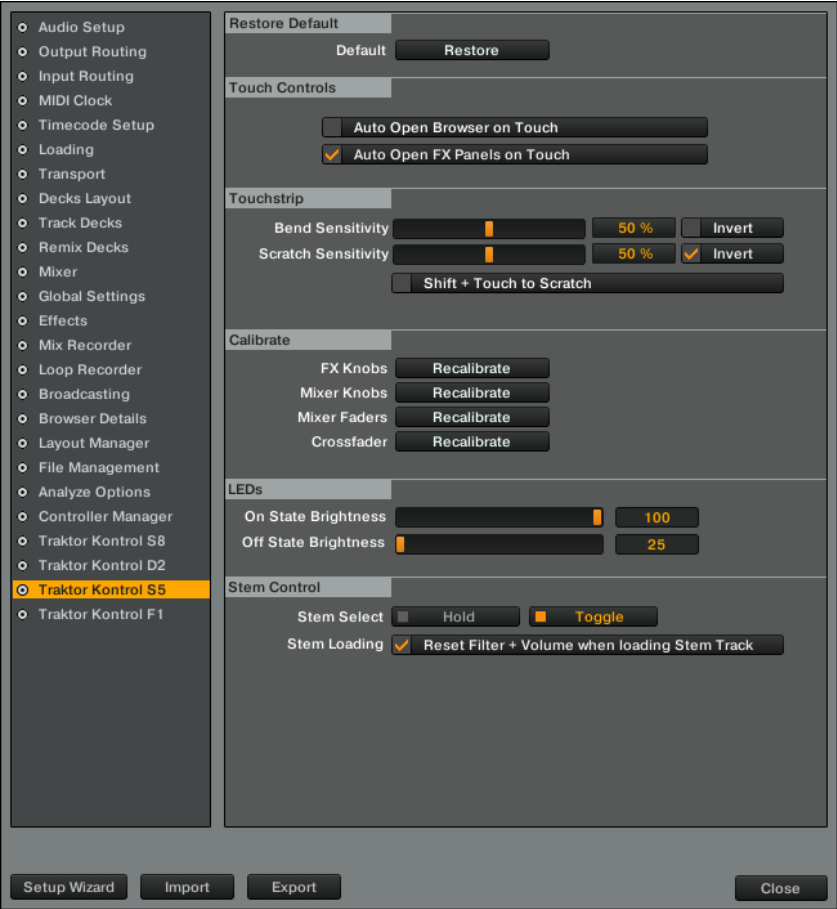 Audio Setup
Output Routing
Input Routing
MIDI Clock
Timecode Setup
Loading
Transport
Decks Layout
Track Decks
Remix Decks
Mixer
Global Settings
Effects
Mix Recorder
Loop Recorder
Broadcasting
Browser Details
Layout Manager
File Management
Analyze Options
Controller Manager
Traktor Kontrol S8
Traktor Kontrol D2
Traktor Kontrol S5
Traktor Kontrol F1
Restore Default
Default Restore
Touch Controls
Auto Open Browser on Touch
Auto Open FX Panels on Touch
Touchstrip
Bend Sensitivity 50 % Invert
Scratch Sensitivity 50 % Invert
Shift + Touch to Scratch
Calibrate
FX Knobs Recalibrate
Mixer Knobs Recalibrate
Mixer Faders Recalibrate
Crossfader Recalibrate
LEDs
On State Brightness 100
Off State Brightness 25
Stem Control
Stem Select Hold Toggle
Stem Loading Reset Filter + Volume when loading Stem Track
Setup Wizard Import Export Close